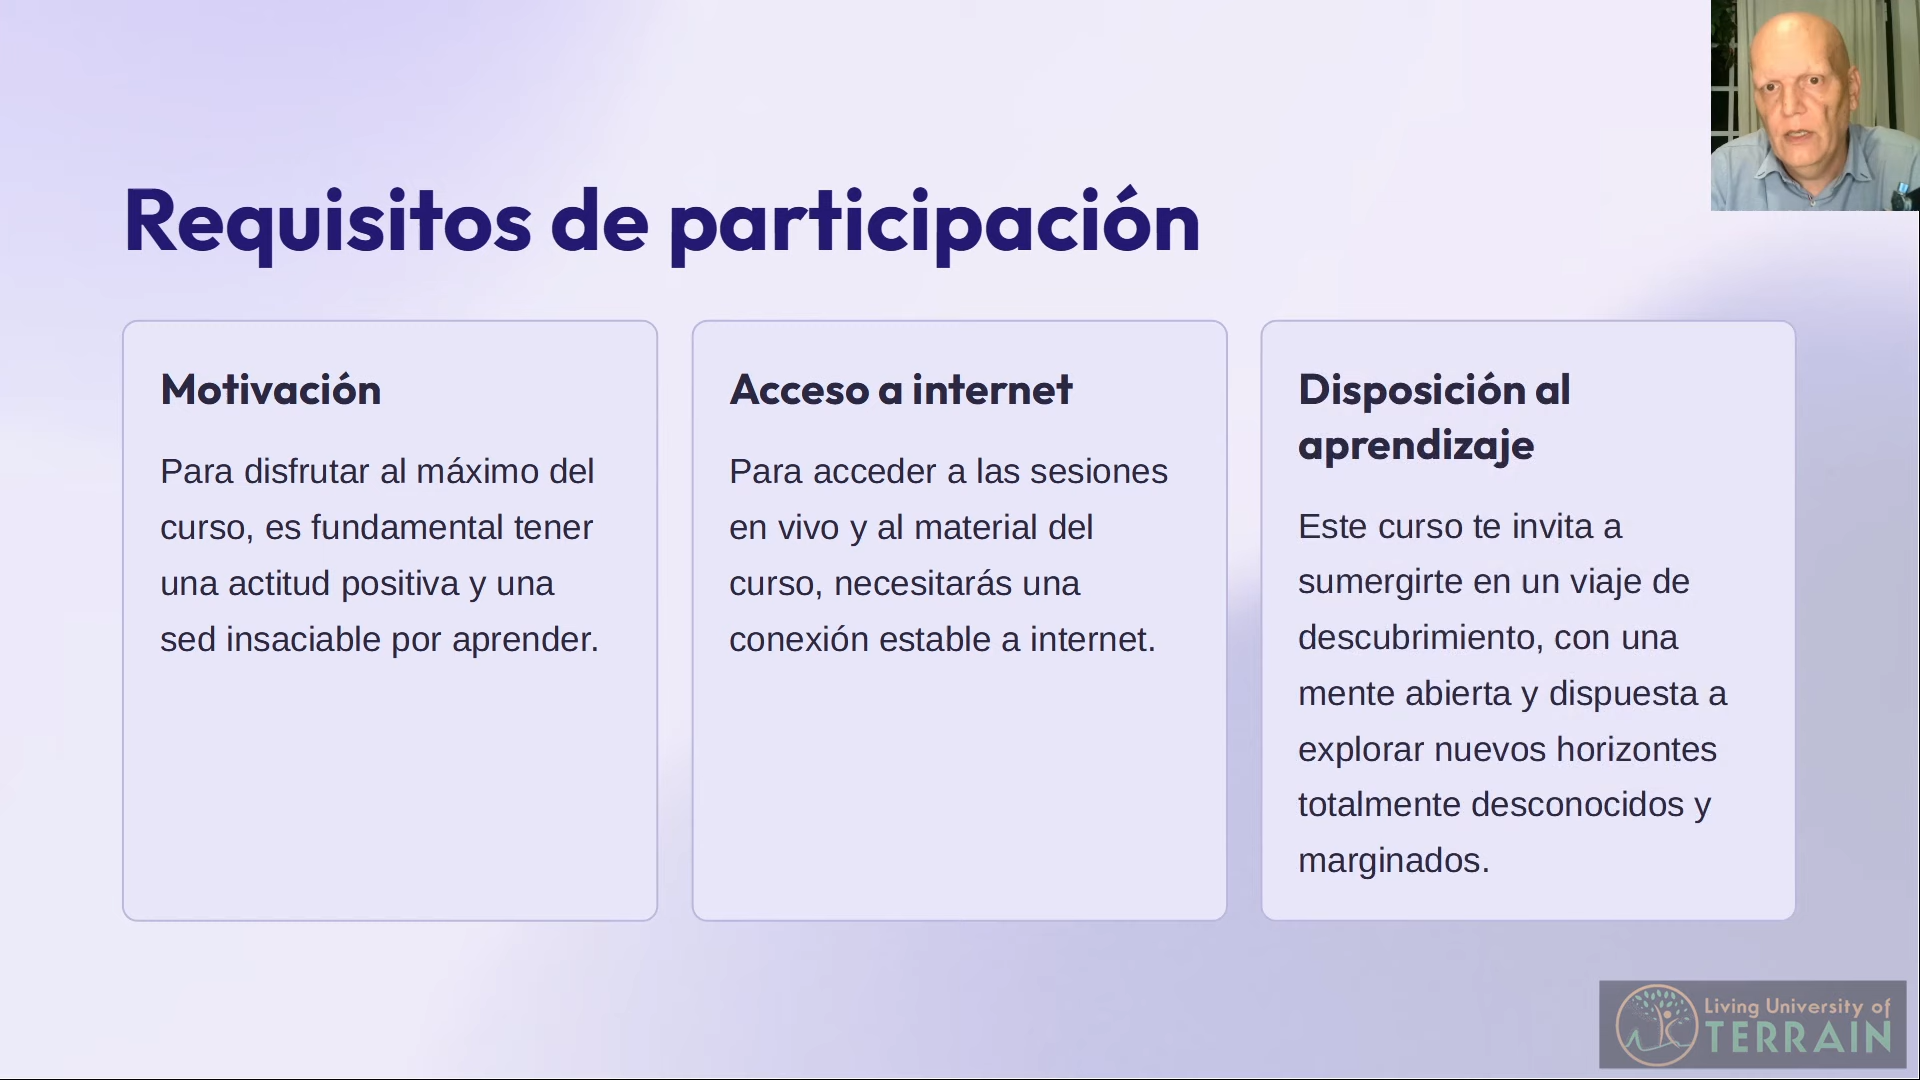 Requisitos de participación
Motivación
Para disfrutar al máximo del
curso, es fundamental tener
una actitud positiva y una
sed insaciable por aprender.
Acceso a internet
Para acceder a las sesiones
en vivo y al material del
curso, necesitarás una
conexión estable a internet.
Disposición al
aprendizaje
Este curso te invita a
sumergirte en un viaje de
descubrimiento, con una
mente abierta y dispuesta a
explorar nuevos horizontes
totalmente desconocidos y
marginados.
Living University of
TERRAIN